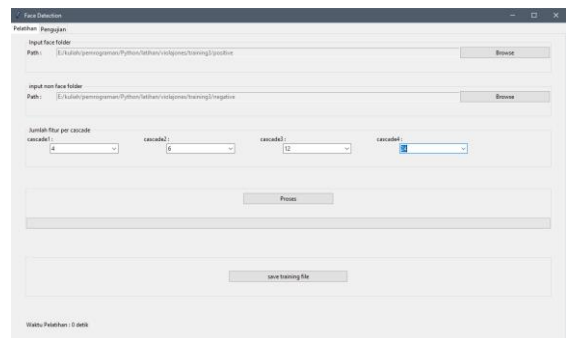 Face Detection
Pelatihan Pengujian
Input face folder
Path : E:/kuliah/pemrograman/Python/latihan/violajones/training3/positive Browse
input non face folder
Path : E:/kuliah/pemrograman/Python/latihan/violajones/training3/negative Browse
Jumlah fitur per cascade
cascade1 : cascade2 : cascade3 : cascade4 :
4 6 12
Proses
save training file
Waktu Pelatihan : 0 detik